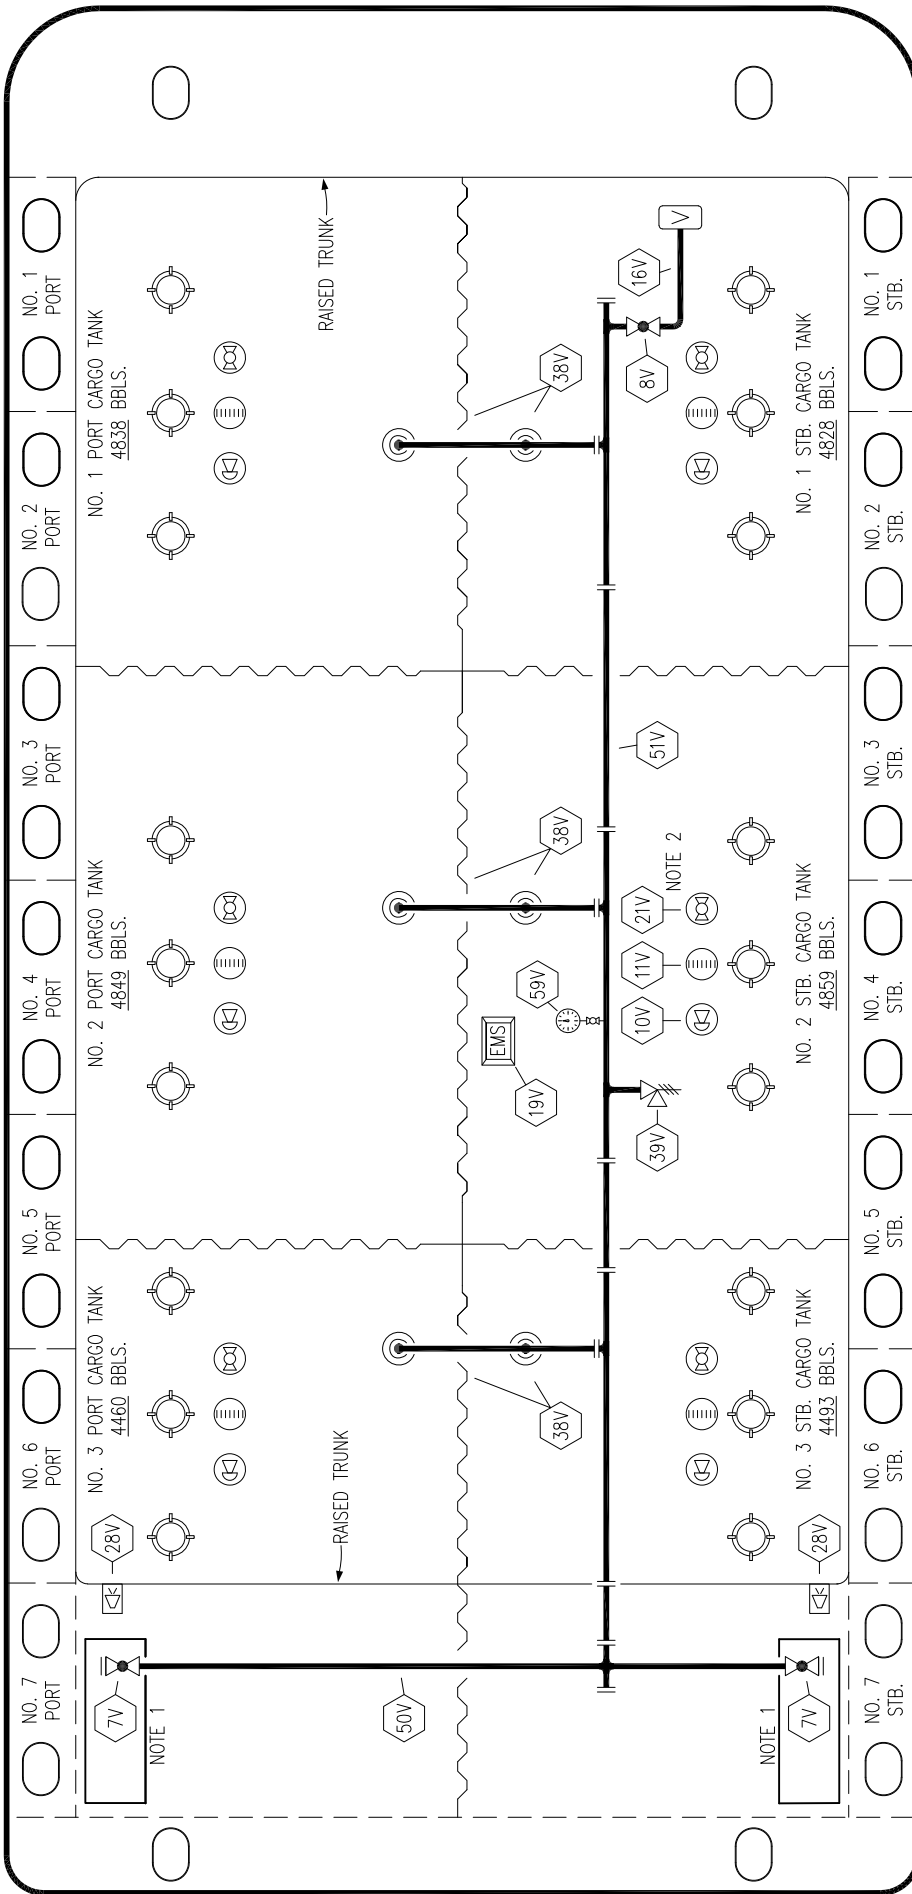 NO. 1
PORT
NO. 2
PORT
NO. 3
PORT
NO. 4
PORT
NO. 5
PORT
NO. 6
PORT
NO. 7
PORT
NO. 1 PORT CARGO TANK
4838 BBLS.
NO. 2 PORT CARGO TANK
4849 BBLS.
NO. 3 PORT CARGO TANK
4460 BBLS.
RAISED TRUNK
RAISED TRUNK
28V
7V
NOTE 1
50V
38V
38V
38V
EMS
19V
59V
16V
V
8V
51V
39V
10V
11V
21V
NOTE 2
NO. 1 STB. CARGO TANK
4828 BBLS.
NO. 2 STB. CARGO TANK
4859 BBLS.
NO. 3 STB. CARGO TANK
4493 BBLS.
28V
NOTE 1
7V
NO. 1
STB.
NO. 2
STB.
NO. 3
STB.
NO. 4
STB.
NO. 5
STB.
NO. 6
STB.
NO. 7
STB.